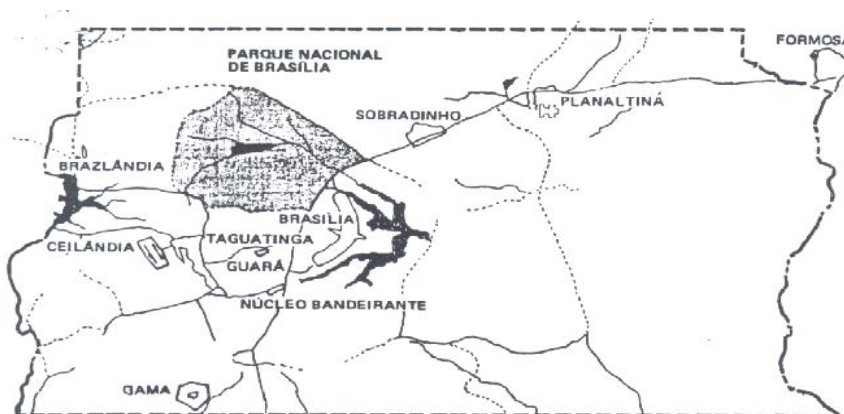 FORMOSA
PARQUE NACIONAL
DE BRASÍLIA
PLANALTINA
SOBRADINHO
BRAZLÂNDIA
BRASÍLIA
CEILÂNDIA
TAGUATINGA
GUARÁ
NÚCLEO BANDEIRANTE
GAMA